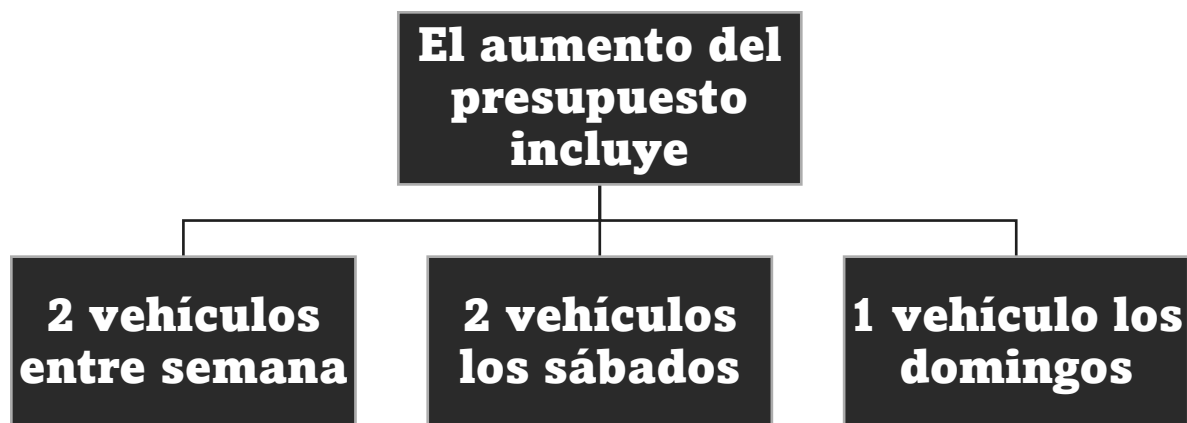 El aumento del
presupuesto
incluye
2 vehículos
entre semana
2 vehículos
los sábados
1 vehículo los
domingos